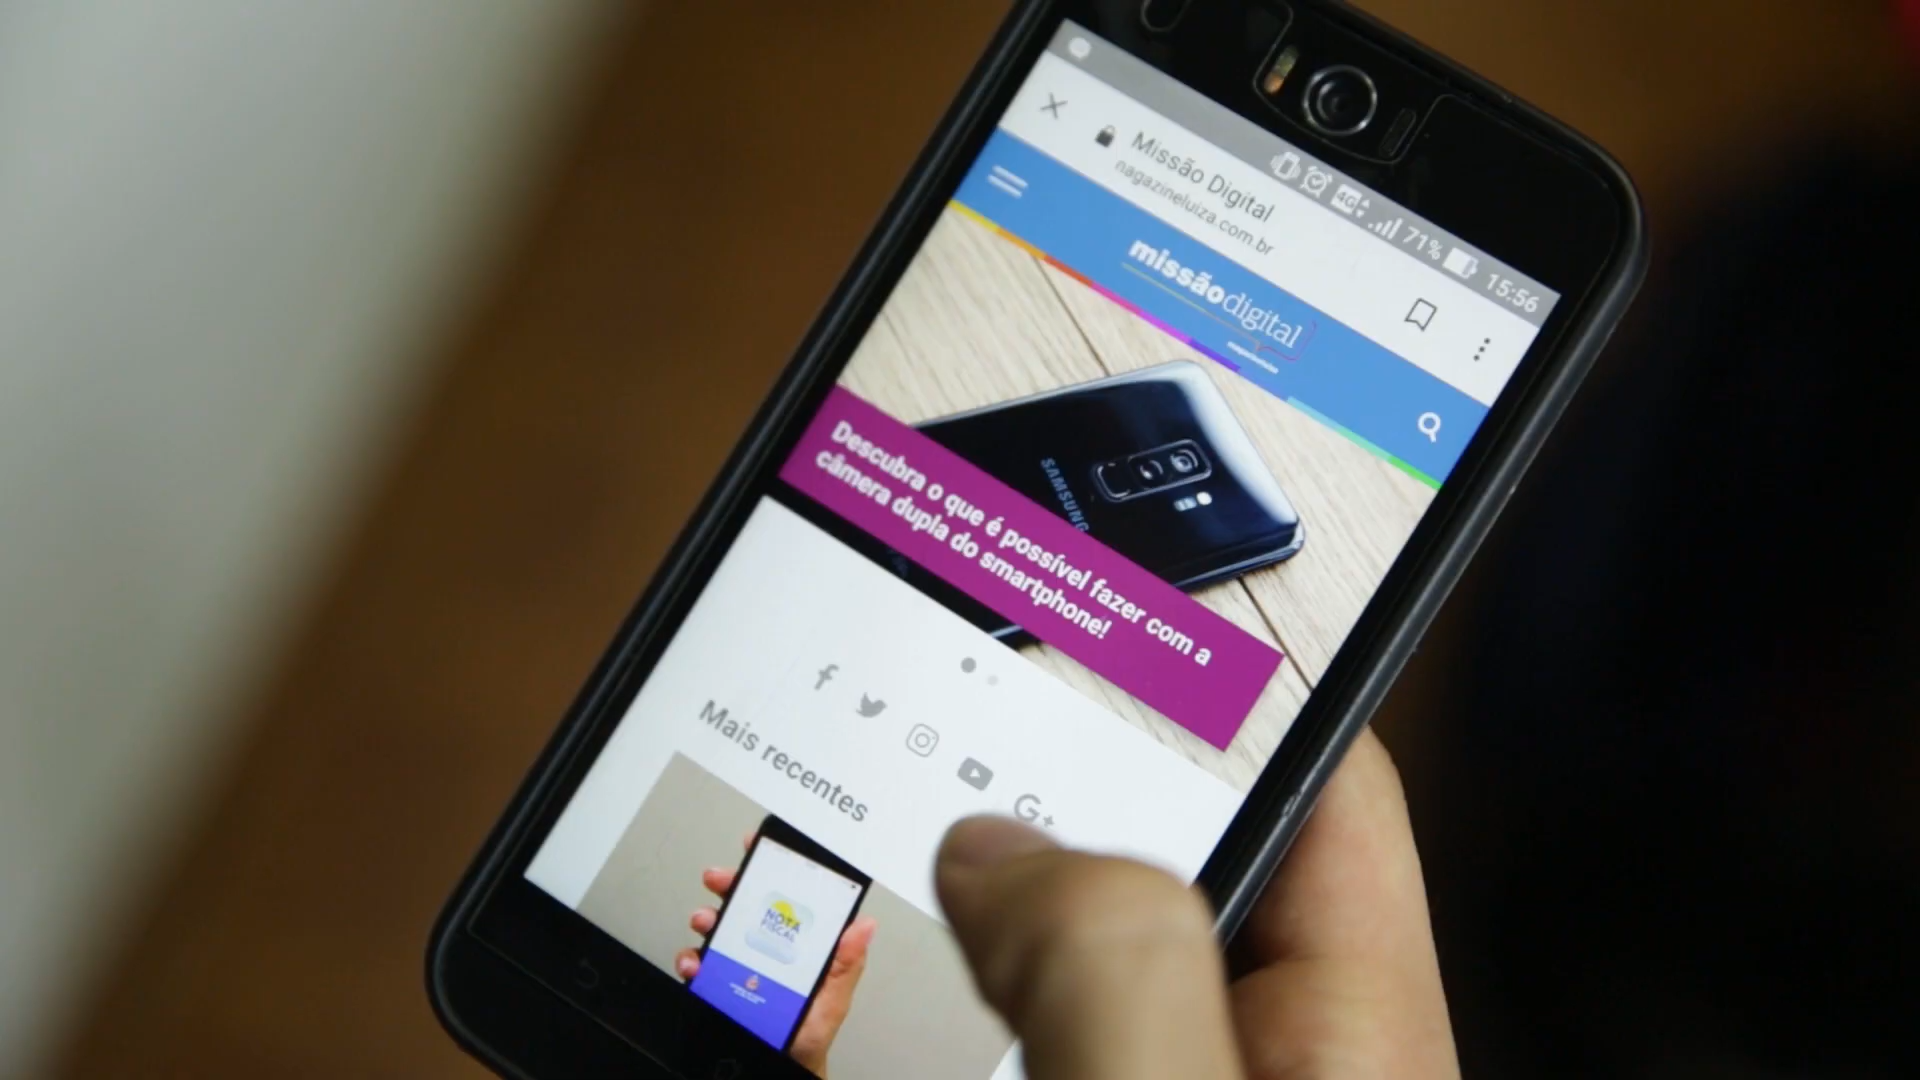 4G 71% 15:56
Missão Digital
nagazineluiza.com.br
missãodigital
SAMSUNG
Descubra o que é possível fazer com a
câmera dupla do smartphone!
G+
Mais recentes
NOTA
FISCAL